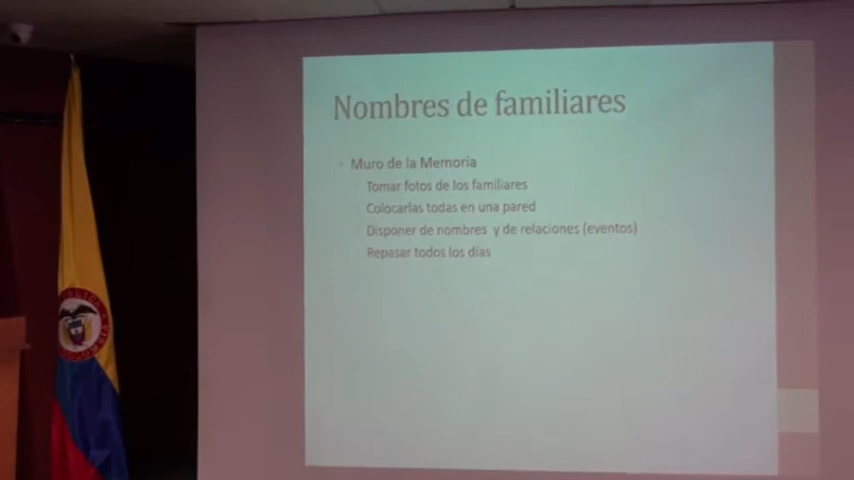 Nombres de familiares
Muro de la Memoria
Tomar fotos de los familiares
Colocarlas todas en una pared
Disponer de nombres y de relaciones (eventos)
Repasar todos los días